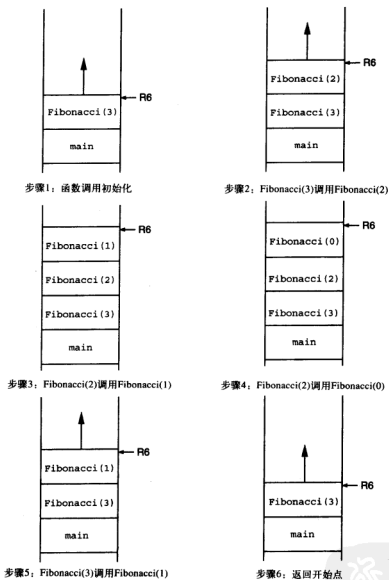 R6
Fibonacci(3)
main
步骤1：函数调用初始化
R6
Fibonacci(2)
Fibonacci(3)
main
步骤2：Fibonacci(3)调用Fibonacci(2)
R6
Fibonacci(1)
Fibonacci(2)
Fibonacci(3)
main
步骤3：Fibonacci(2)调用Fibonacci(1)
R6
Fibonacci(0)
Fibonacci(2)
Fibonacci(3)
main
步骤4：Fibonacci(2)调用Fibonacci(0)
R6
Fibonacci(1)
Fibonacci(3)
main
步骤5：Fibonacci(3)调用Fibonacci(1)
R6
Fibonacci(3)
main
步骤6：返回开始点